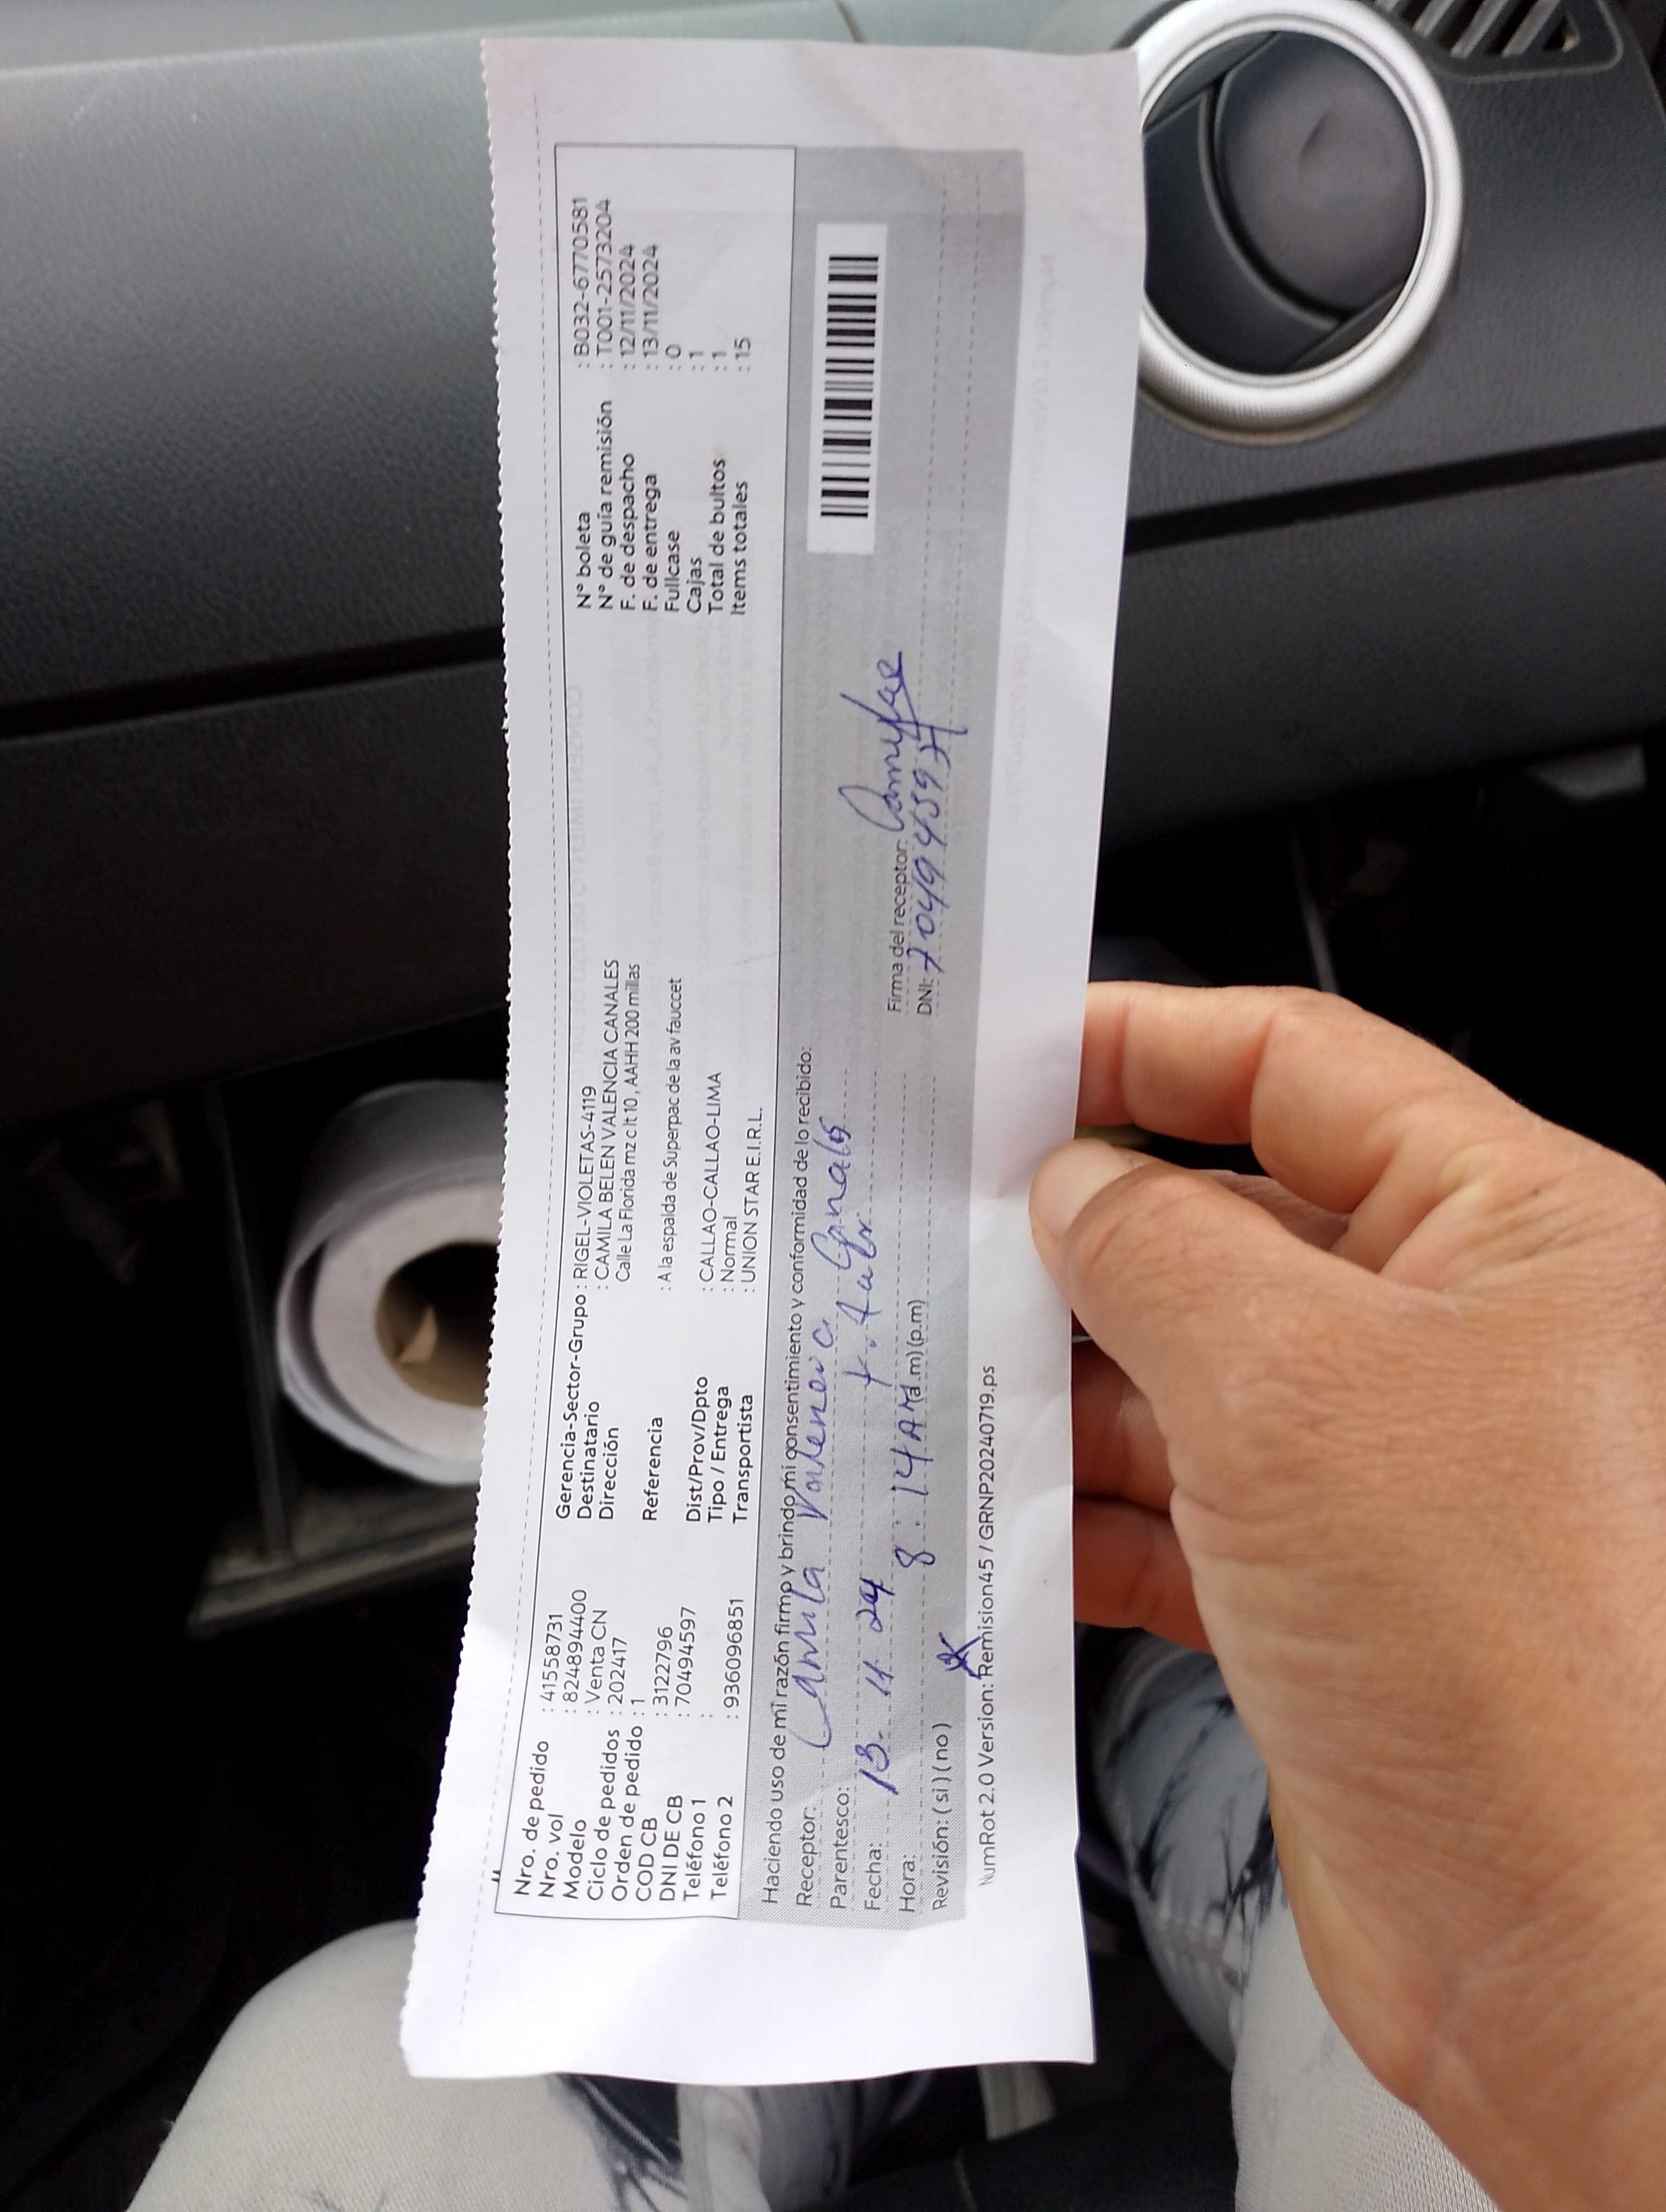 Nro. de pedido : 41558731
Nro. vol : 824894400
Modelo : Venta CN
Ciclo de pedidos : 202417
Orden de pedido : 1
COD CB : 3122796
DNI DE CB : 70494597
Teléfono 1 :
Teléfono 2 : 936096851
Gerencia-Sector-Grupo : RIGEL-VIOLETAS-4119
Destinatario : CAMILA BELEN VALENCIA CANALES
Dirección Calle La Florida mz c lt 10 , AAHH 200 millas
Referencia : A la espalda de Superpac de la av fauccet
Dist/Prov/Dpto : CALLAO-CALLAO-LIMA
Tipo / Entrega : Normal
Transportista : UNION STAR E.I.R.L.
N° boleta : B032-6770581
N° de guía remisión : T001-2573204
F. de despacho : 12/11/2024
F. de entrega : 13/11/2024
Fullcase : 0
Cajas : 1
Total de bultos : 1
Items totales : 15
Haciendo uso de mi razón firmo y brindo mi consentimiento y conformidad de lo recibido:
Receptor: Camila Valencia Canales
Parentesco:
Fecha: 13. 11 24
Hora: 8:14 AM (a.m) (p.m)
Revisión: ( si ) ( no )
Firma del receptor:
DNI: 70494597
NumRot 2.0 Version: Remision45 / GRNP20240719.ps